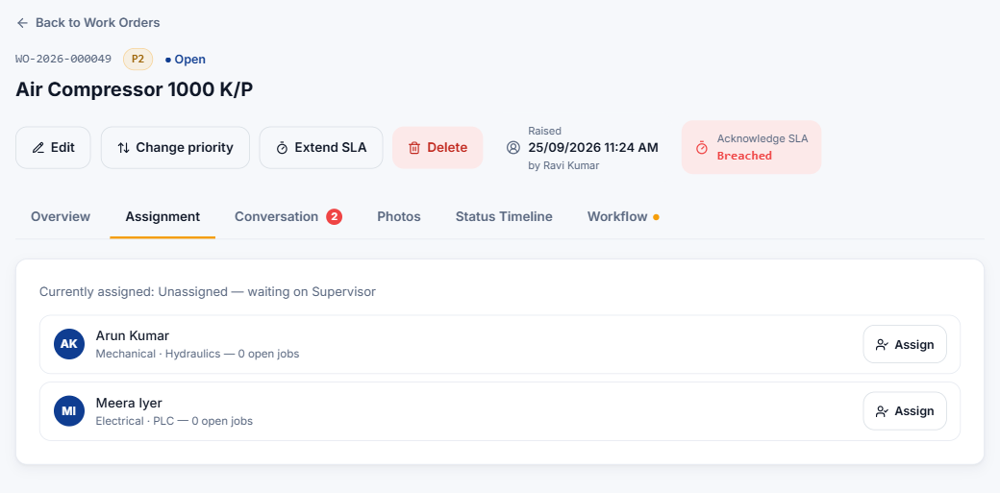 Back to Work Orders
WO-2026-000049 P2 Open
Air Compressor 1000 K/P
Edit
Change priority
Extend SLA
Delete
Raised
25/09/2026 11:24 AM
by Ravi Kumar
Acknowledge SLA
Breached
Overview Assignment Conversation 2 Photos Status Timeline Workflow
Currently assigned: Unassigned — waiting on Supervisor
AK
Arun Kumar
Mechanical · Hydraulics — 0 open jobs
Assign
MI
Meera Iyer
Electrical · PLC — 0 open jobs
Assign